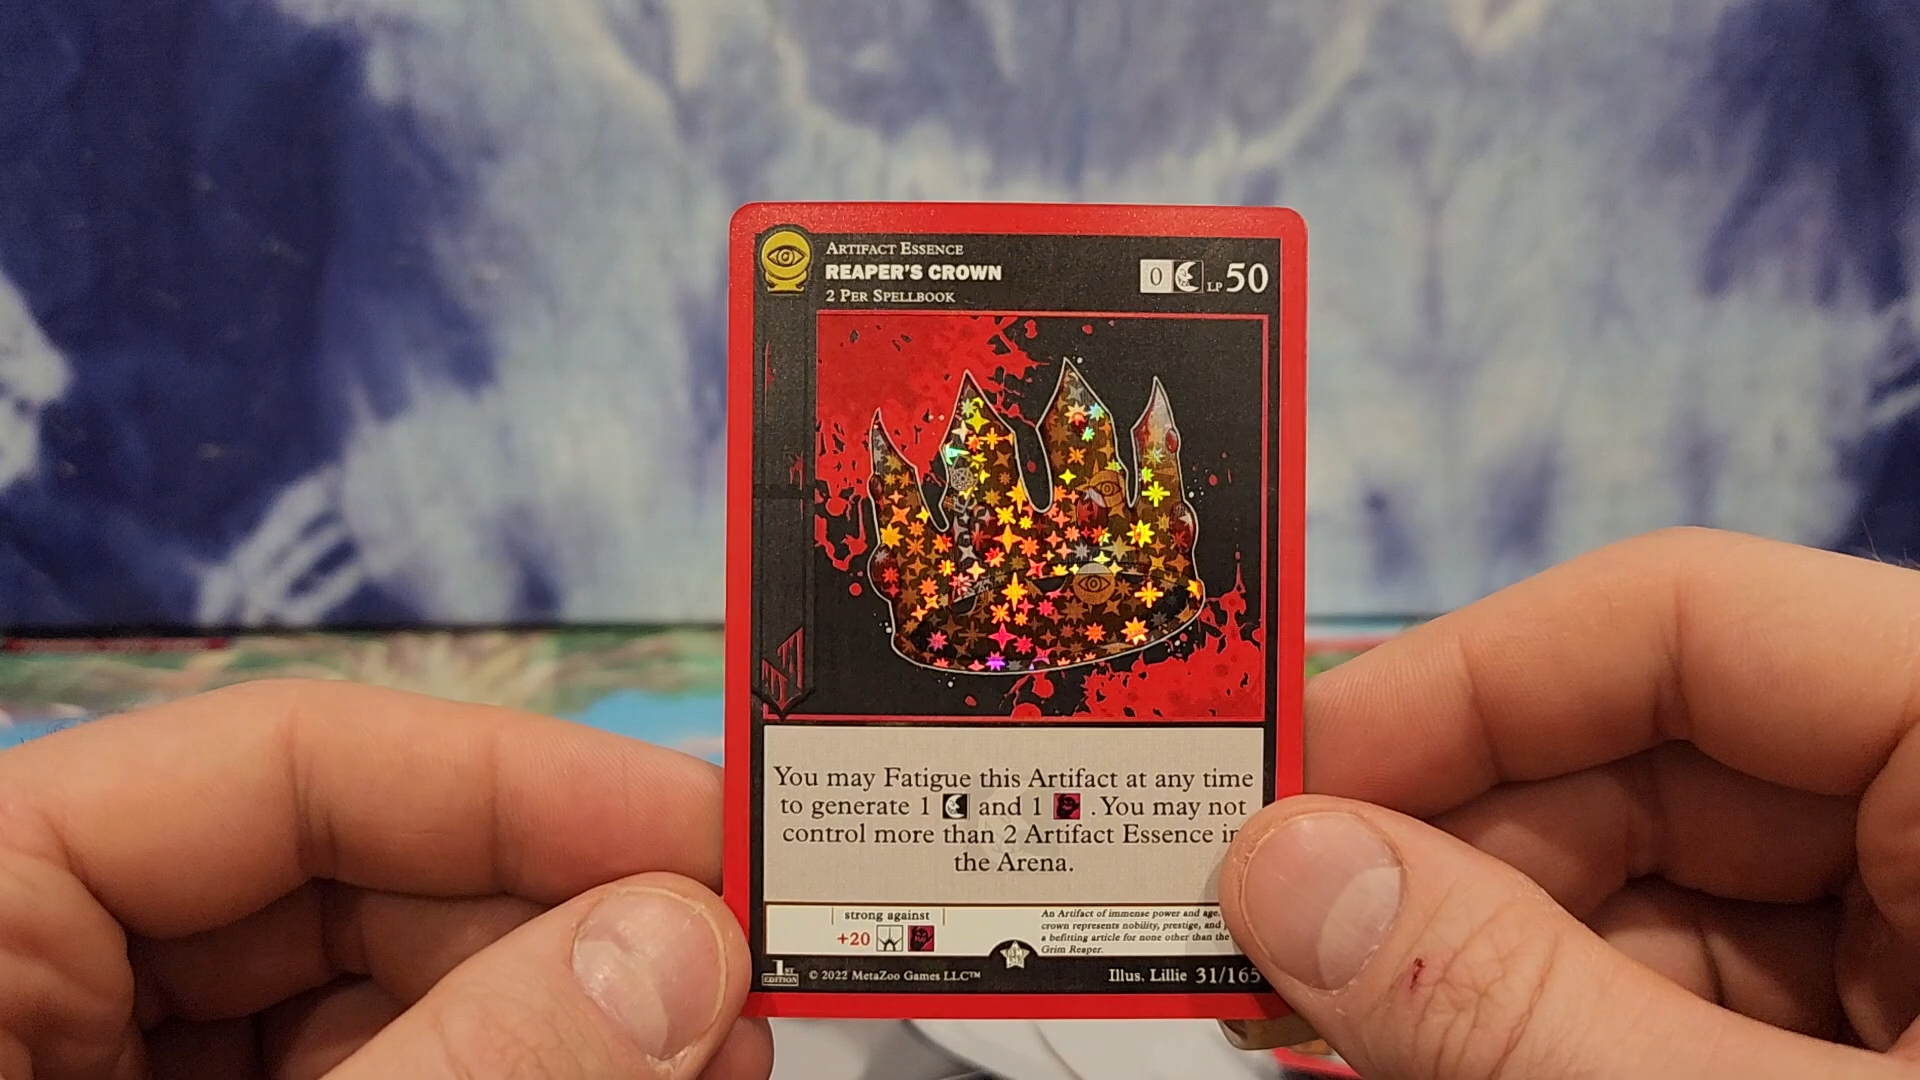 ARTIFACT ESSENCE
REAPER'S CROWN
2 PER SPELLBOOK
0 LP 50
You may Fatigue this Artifact at any time
to generate 1 and 1 . You may not
control more than 2 Artifact Essence in
the Arena.
strong against
+20
An Artifact of immense power and age,
crown represents nobility, prestige, and
a befitting article for none other than the
Grim Reaper.
1ST EDITION
© 2022 MetaZoo Games LLC™
Illus. Lillie 31/165